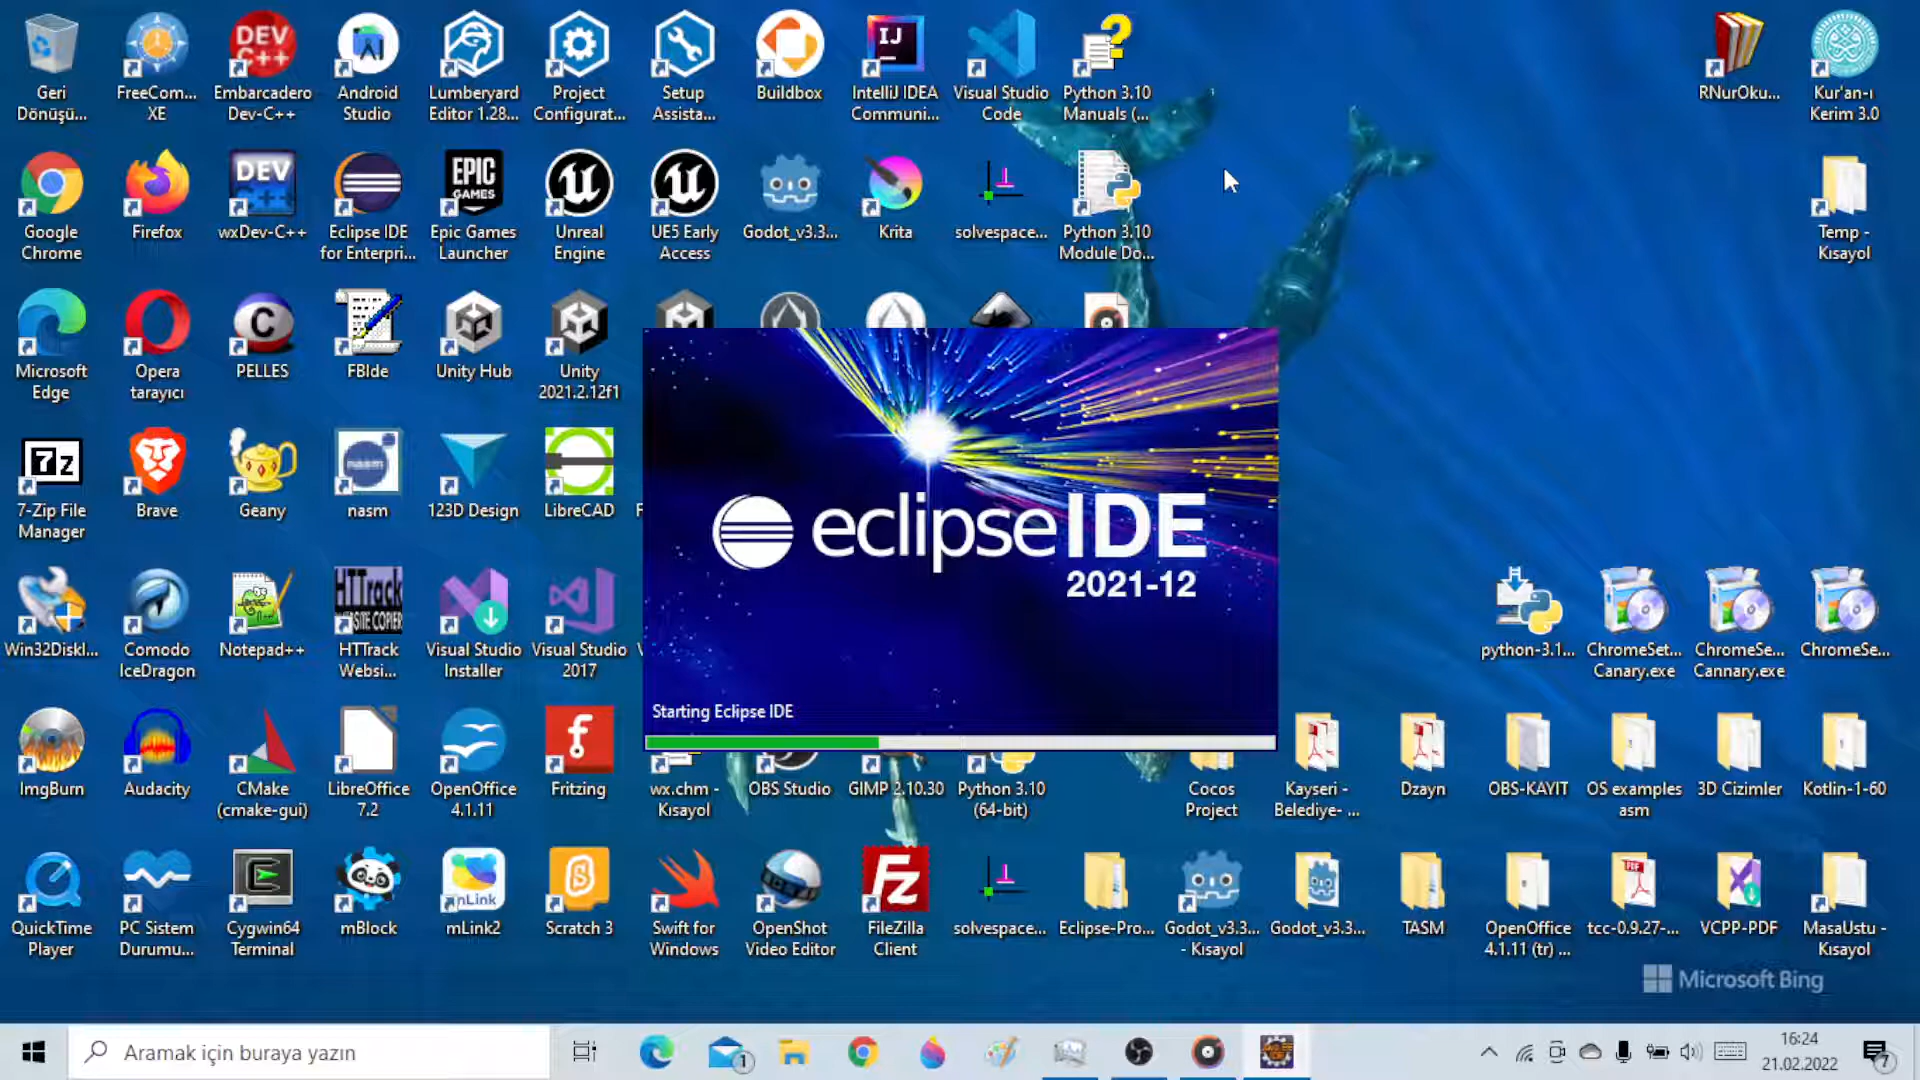 Geri
Dönüşü...
FreeCom...
XE
Embarcadero
Dev-C++
Android
Studio
Lumberyard
Editor 1.28...
Project
Configurat...
Setup
Assista...
Buildbox
IntelliJ IDEA
Communi...
Visual Studio
Code
Python 3.10
Manuals (...
RNurOku...
Kur'an-ı
Kerim 3.0
Google
Chrome
Firefox
wxDev-C++
Eclipse IDE
for Enterpri...
Epic Games
Launcher
Unreal
Engine
UE5 Early
Access
Godot_v3.3...
Krita
solvespace...
Python 3.10
Module Do...
Temp -
Kısayol
Microsoft
Edge
Opera
tarayıcı
PELLES
FBIde
Unity Hub
Unity
2021.2.12f1
7-Zip File
Manager
Brave
Geany
nasm
123D Design
LibreCAD
eclipse IDE
2021-12
Starting Eclipse IDE
Win32DiskI...
Comodo
IceDragon
Notepad++
HTTrack
Websi...
Visual Studio
Installer
Visual Studio
2017
python-3.1...
ChromeSet...
Canary.exe
ChromeSe...
Cannary.exe
ChromeSe...
ImgBurn
Audacity
CMake
(cmake-gui)
LibreOffice
7.2
OpenOffice
4.1.11
Fritzing
wx.chm -
Kısayol
OBS Studio
GIMP 2.10.30
Python 3.10
(64-bit)
Cocos
Project
Kayseri -
Belediye- ...
Dzayn
OBS-KAYIT
OS examples
asm
3D Cizimler
Kotlin-1-60
QuickTime
Player
PC Sistem
Durumu...
Cygwin64
Terminal
mBlock
mLink2
Scratch 3
Swift for
Windows
OpenShot
Video Editor
FileZilla
Client
solvespace...
Eclipse-Pro...
Godot_v3.3...
- Kısayol
Godot_v3.3...
TASM
OpenOffice
4.1.11 (tr) ...
tcc-0.9.27-...
VCPP-PDF
MasaUstu -
Kısayol
Microsoft Bing
Aramak için buraya yazın
1
16:24
21.02.2022
7